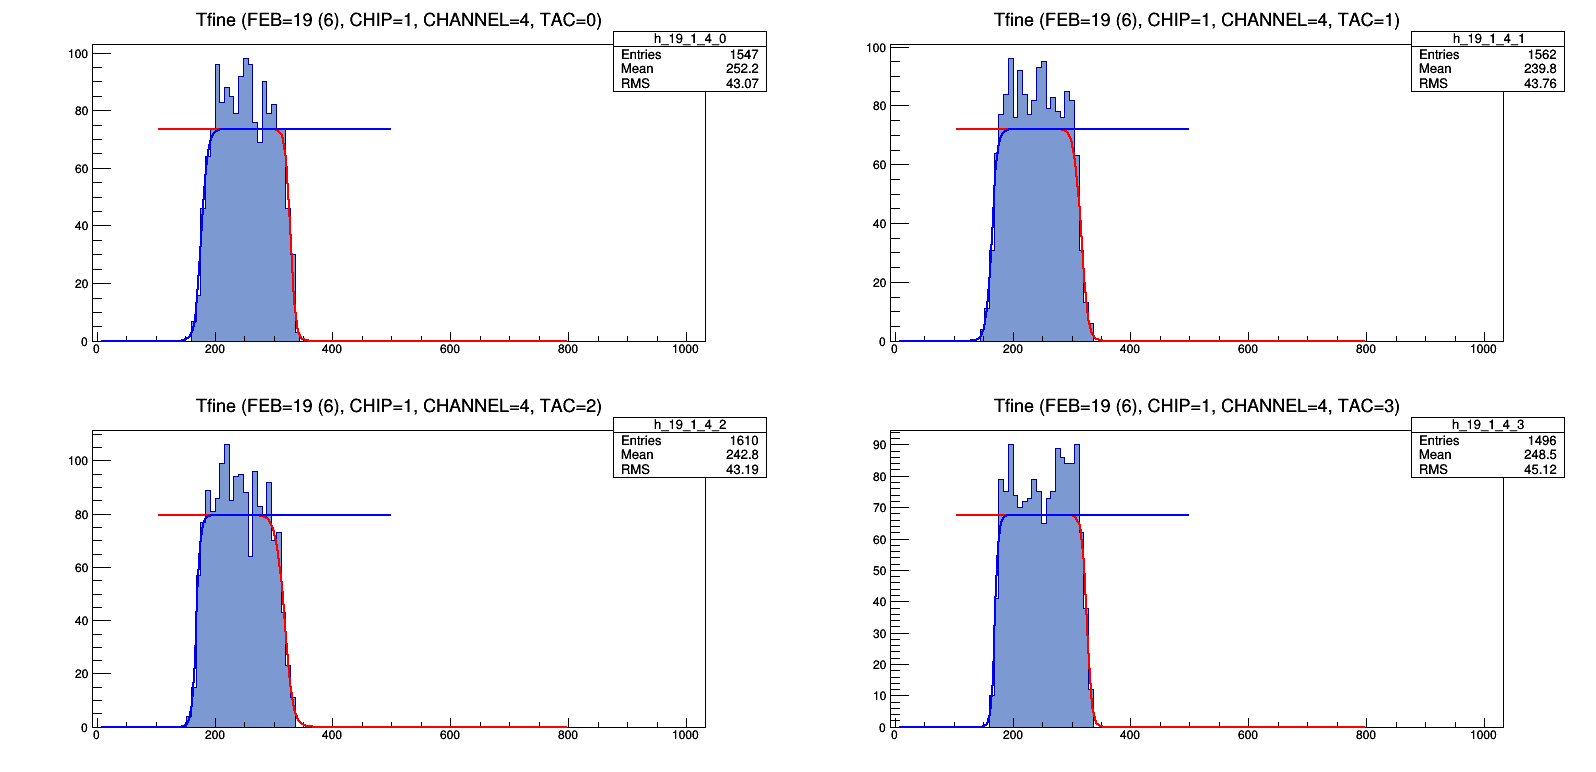 Tfine (FEB=19 (6), CHIP=1, CHANNEL=4, TAC=0)
h_19_1_4_0
Entries 1547
Mean 252.2
RMS 43.07
100
80
60
40
20
0
0 200 400 600 800 1000
Tfine (FEB=19 (6), CHIP=1, CHANNEL=4, TAC=1)
h_19_1_4_1
Entries 1562
Mean 239.8
RMS 43.76
100
80
60
40
20
0
0 200 400 600 800 1000
Tfine (FEB=19 (6), CHIP=1, CHANNEL=4, TAC=2)
h_19_1_4_2
Entries 1610
Mean 242.8
RMS 43.19
100
80
60
40
20
0
0 200 400 600 800 1000
Tfine (FEB=19 (6), CHIP=1, CHANNEL=4, TAC=3)
h_19_1_4_3
Entries 1496
Mean 248.5
RMS 45.12
90
80
70
60
50
40
30
20
10
0
0 200 400 600 800 1000